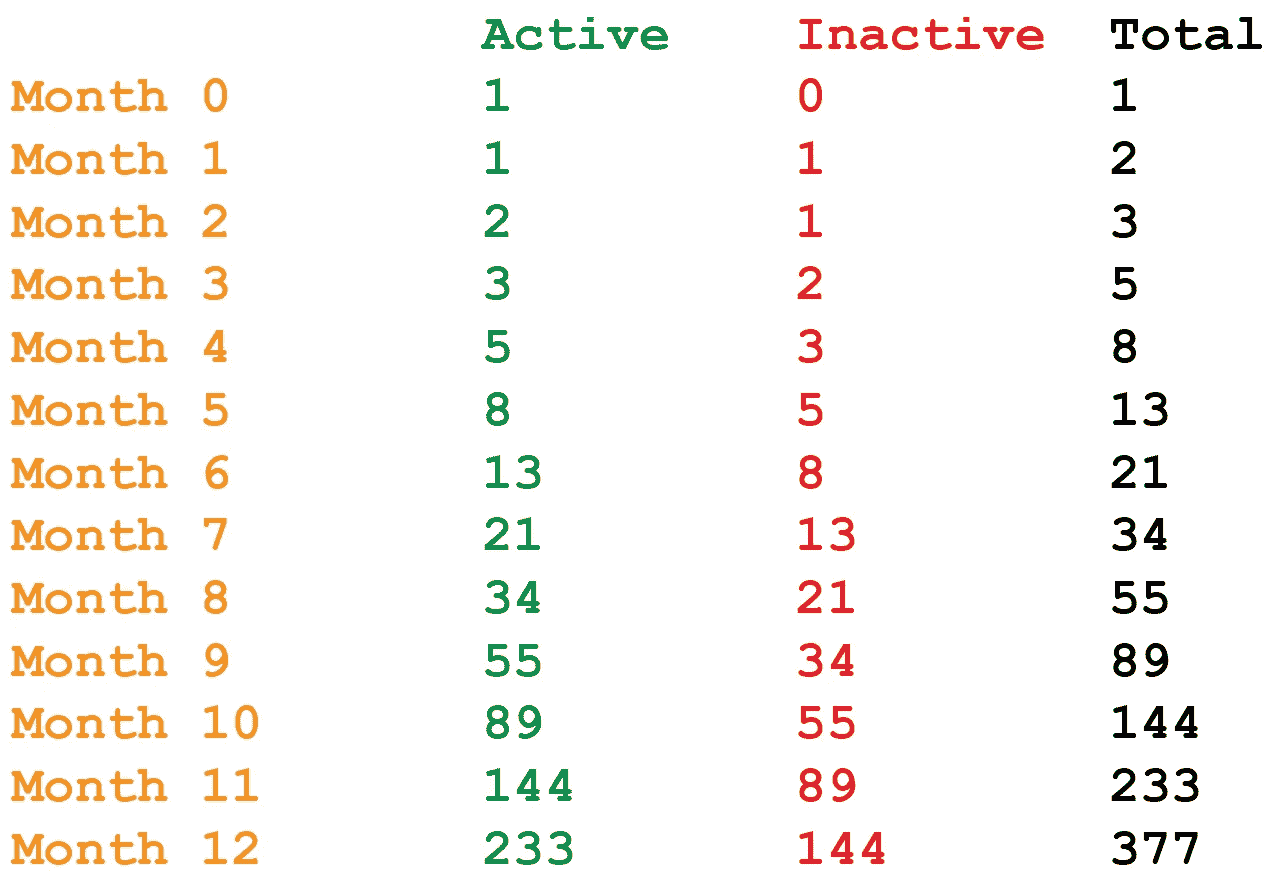 Active Inactive Total
Month 0 1 0 1
Month 1 1 1 2
Month 2 2 1 3
Month 3 3 2 5
Month 4 5 3 8
Month 5 8 5 13
Month 6 13 8 21
Month 7 21 13 34
Month 8 34 21 55
Month 9 55 34 89
Month 10 89 55 144
Month 11 144 89 233
Month 12 233 144 377